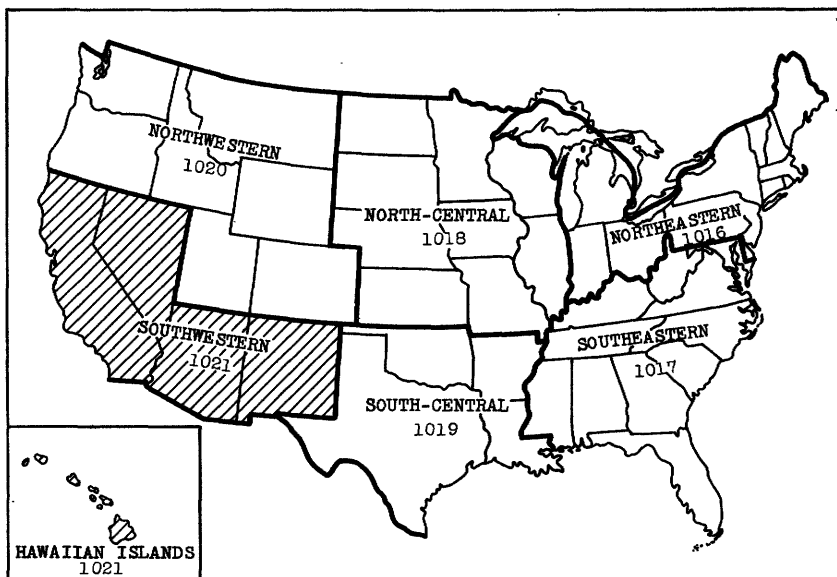 NORTHWESTERN
1020
NORTH-CENTRAL
1018
NORTHEASTERN
1016
SOUTHWESTERN
1021
SOUTHEASTERN
1017
SOUTH-CENTRAL
1019
HAWAIIAN ISLANDS
1021